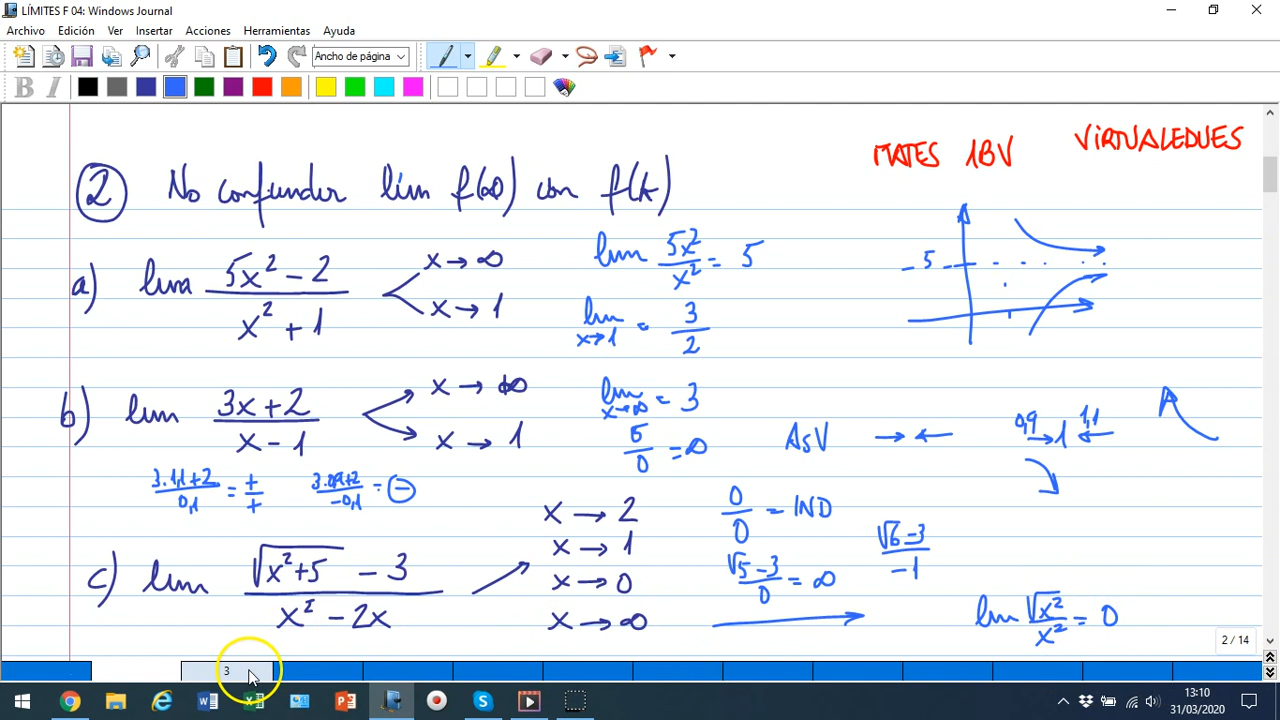 LÍMITES F 04: Windows Journal
Archivo Edición Ver Insertar Acciones Herramientas Ayuda
Ancho de página
B I
MATES 1BV VIRTUALEDUES
2 No confundir lim f(∞) con f(k)
a) lim (5x² - 2)/(x² + 1)
x → ∞
x → 1
lim 5x²/x² = 5
lim x→1 = 3/2
- 5
b) lim (3x + 2)/(x - 1)
x → ∞
x → 1
lim x→∞ = 3
5/0 = ∞ AsV → ← 0,9 → 1 ← 1,1
(3·1,1+2)/0,1 = +/+ (3·0,9+2)/-0,1 = -
c) lim (√(x²+5) - 3)/(x² - 2x)
x → 2 0/0 = IND
x → 1 (√6 - 3)/-1
x → 0 (√5 - 3)/0 = ∞
x → ∞ lim √x²/x² = 0
2 / 14
3
13:10
31/03/2020